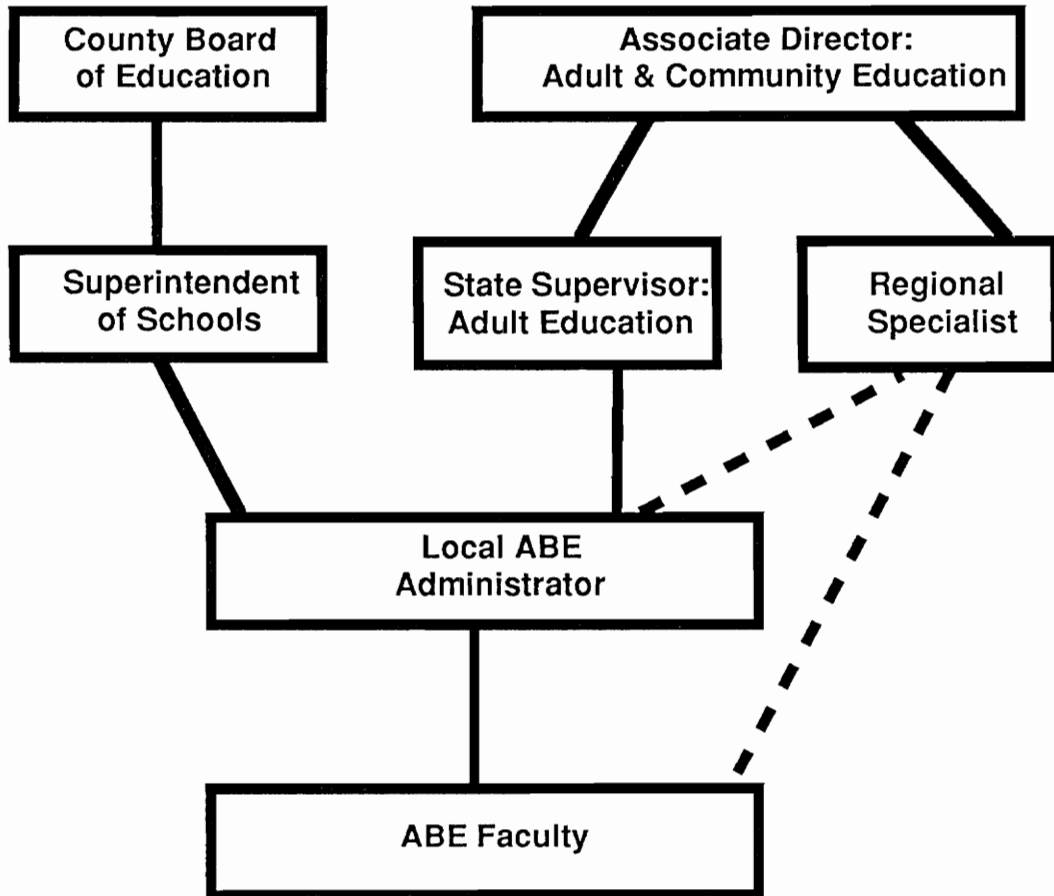 County Board
of Education
Associate Director:
Adult & Community Education
Superintendent
of Schools
State Supervisor:
Adult Education
Regional
Specialist
Local ABE
Administrator
ABE Faculty